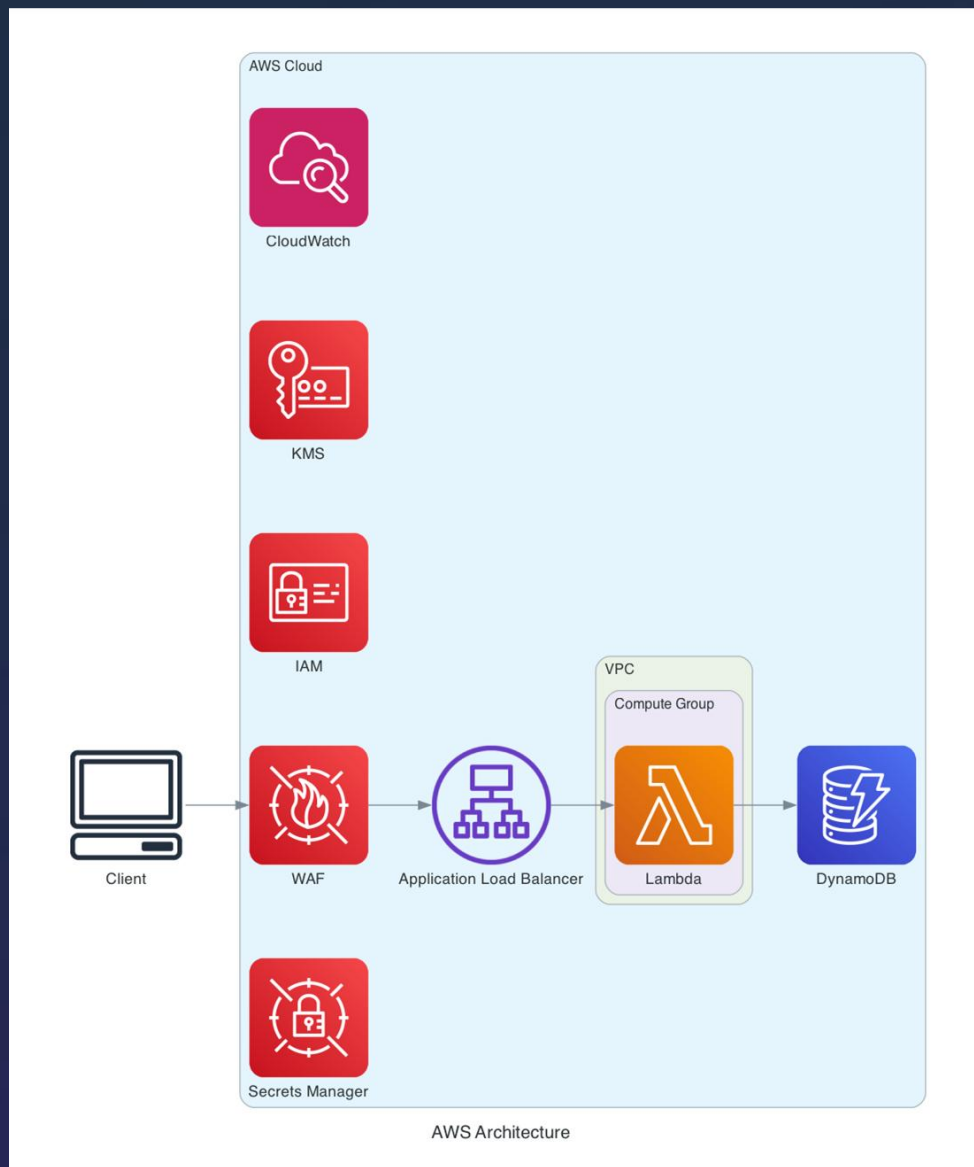 AWS Cloud
CloudWatch
KMS
IAM
VPC
Compute Group
Client
WAF
Application Load Balancer
Lambda
DynamoDB
Secrets Manager
AWS Architecture